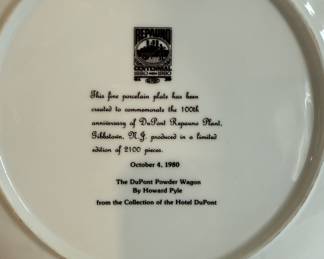 REPAUNO
CENTENNIAL
This fine porcelain plate has been
created to commemorate the 100th
anniversary of DuPont Repauno Plant,
Gibbstown, N.J. produced in a limited
edition of 2100 pieces.
October 4, 1980
The DuPont Powder Wagon
By Howard Pyle
from the Collection of the Hotel DuPont